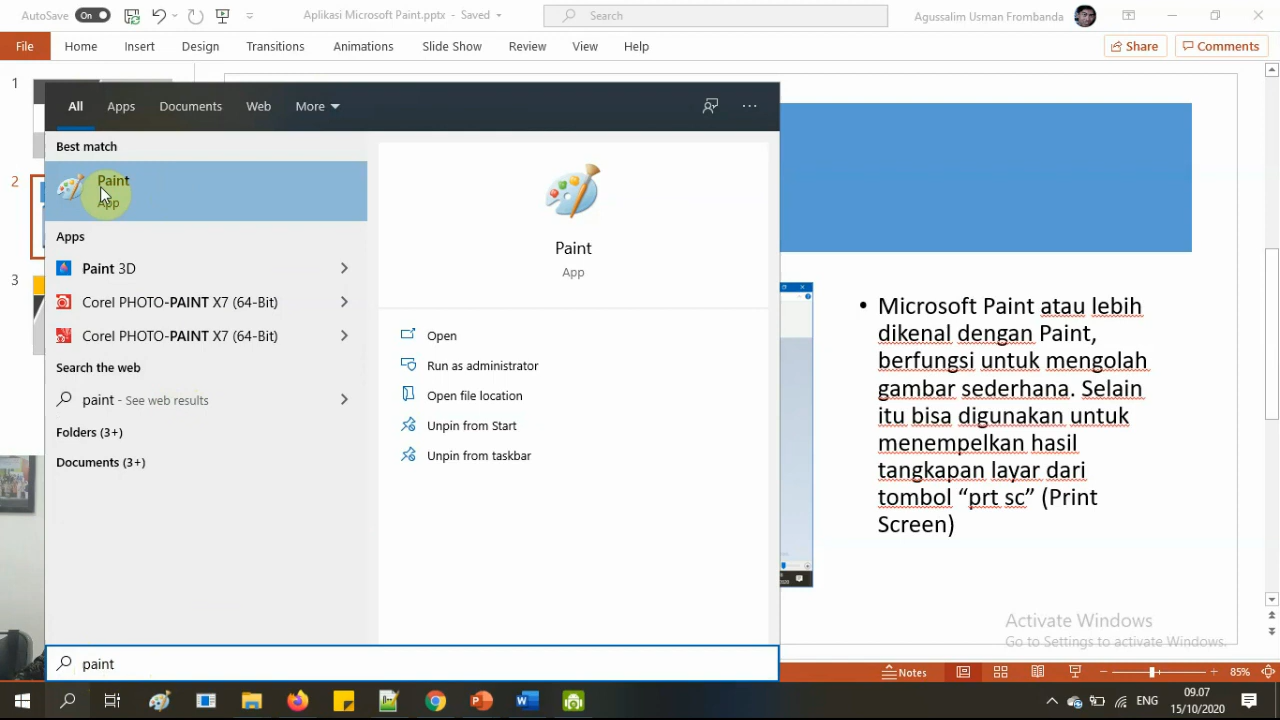 AutoSave On Aplikasi Microsoft Paint.pptx - Saved Search Agussalim Usman Frombanda
File Home Insert Design Transitions Animations Slide Show Review View Help Share Comments
1
2
3
All Apps Documents Web More
Best match
Paint
App
Apps
Paint 3D
Corel PHOTO-PAINT X7 (64-Bit)
Corel PHOTO-PAINT X7 (64-Bit)
Search the web
paint - See web results
Folders (3+)
Documents (3+)
Paint
App
Open
Run as administrator
Open file location
Unpin from Start
Unpin from taskbar
paint
• Microsoft Paint atau lebih
dikenal dengan Paint,
berfungsi untuk mengolah
gambar sederhana. Selain
itu bisa digunakan untuk
menempelkan hasil
tangkapan layar dari
tombol “prt sc” (Print
Screen)
Activate Windows
Go to Settings to activate Windows.
Notes 85%
ENG 09.07
15/10/2020